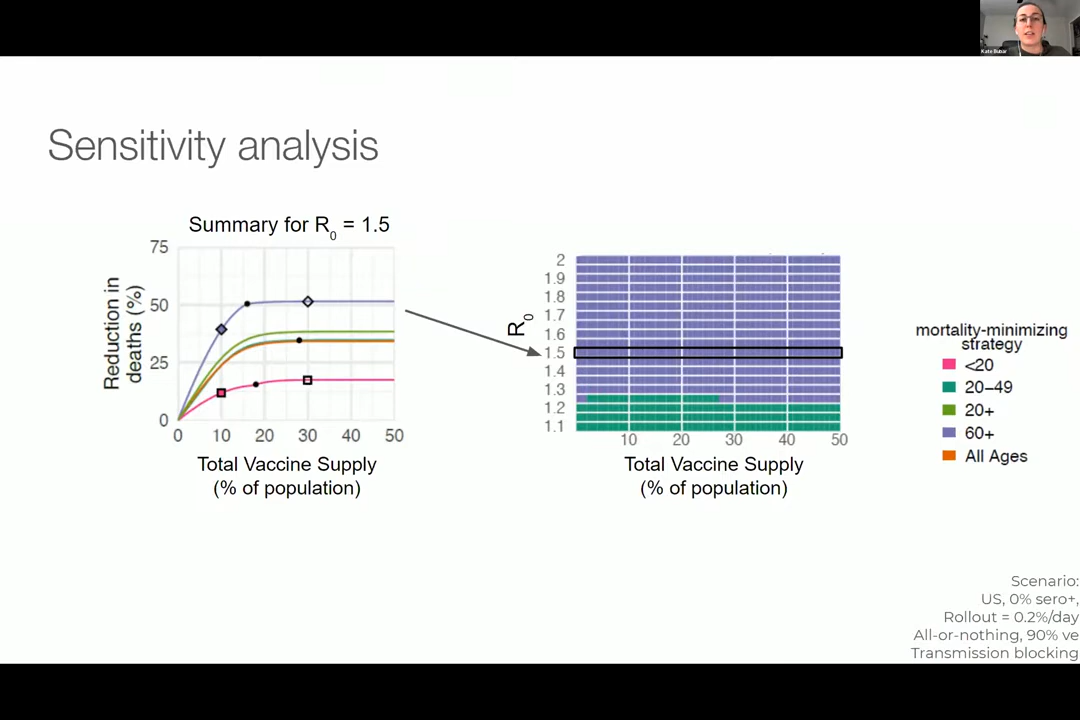 Kate Bubar
Sensitivity analysis
Summary for R0 = 1.5
75
50
25
0
Reduction in
deaths (%)
0 10 20 30 40 50
Total Vaccine Supply
(% of population)
R0
2
1.9
1.8
1.7
1.6
1.5
1.4
1.3
1.2
1.1
10 20 30 40 50
Total Vaccine Supply
(% of population)
mortality-minimizing
strategy
<20
20–49
20+
60+
All Ages
Scenario:
US, 0% sero+,
Rollout = 0.2%/day
All-or-nothing, 90% ve
Transmission blocking